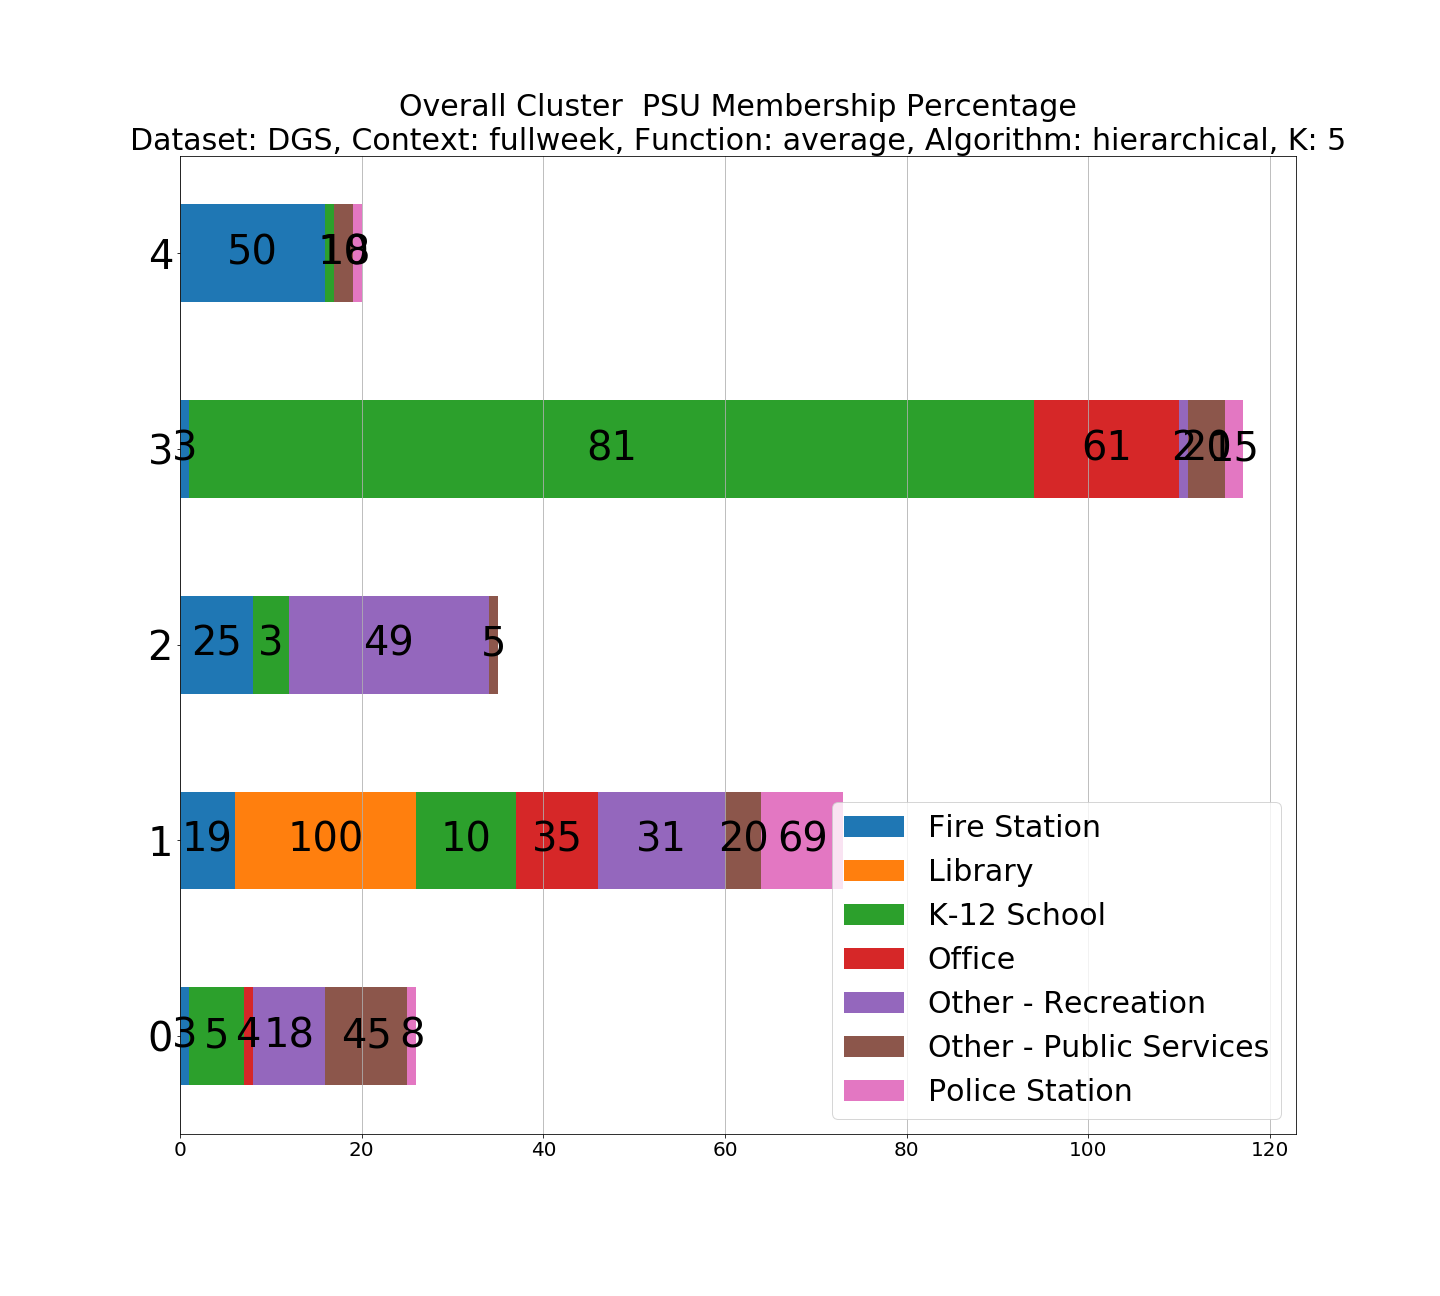 Overall Cluster  PSU Membership Percentage
Dataset: DGS, Context: fullweek, Function: average, Algorithm: hierarchical, K: 5
4 50
3 3 81 61 2 20 15
2 25 3 49 5
1 19 100 10 35 31 20 69
0 3 5 4 18 45 8
Fire Station
Library
K-12 School
Office
Other - Recreation
Other - Public Services
Police Station
0 20 40 60 80 100 120